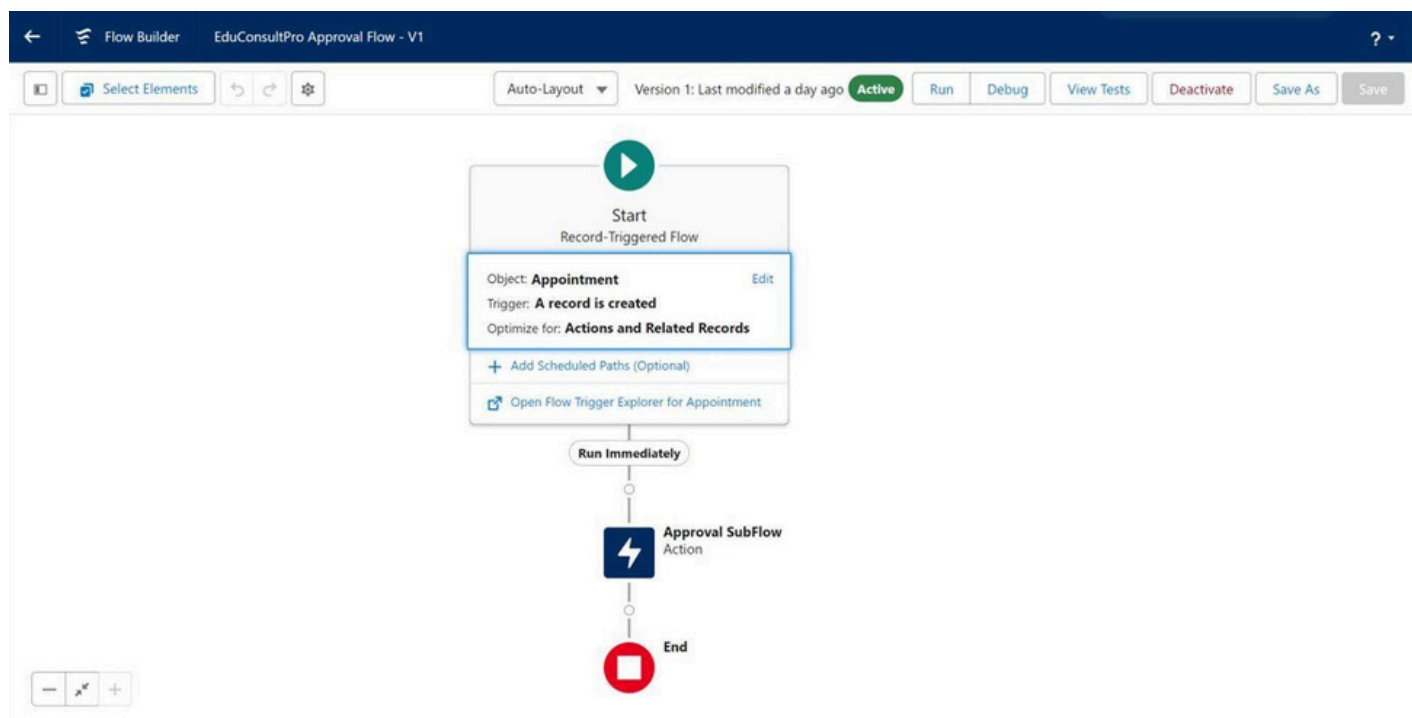 Flow Builder EduConsultPro Approval Flow - V1 ?
Select Elements Auto-Layout Version 1: Last modified a day ago Active Run Debug View Tests Deactivate Save As Save
Start
Record-Triggered Flow
Object: Appointment Edit
Trigger: A record is created
Optimize for: Actions and Related Records
+ Add Scheduled Paths (Optional)
Open Flow Trigger Explorer for Appointment
Run Immediately
Approval SubFlow
Action
End